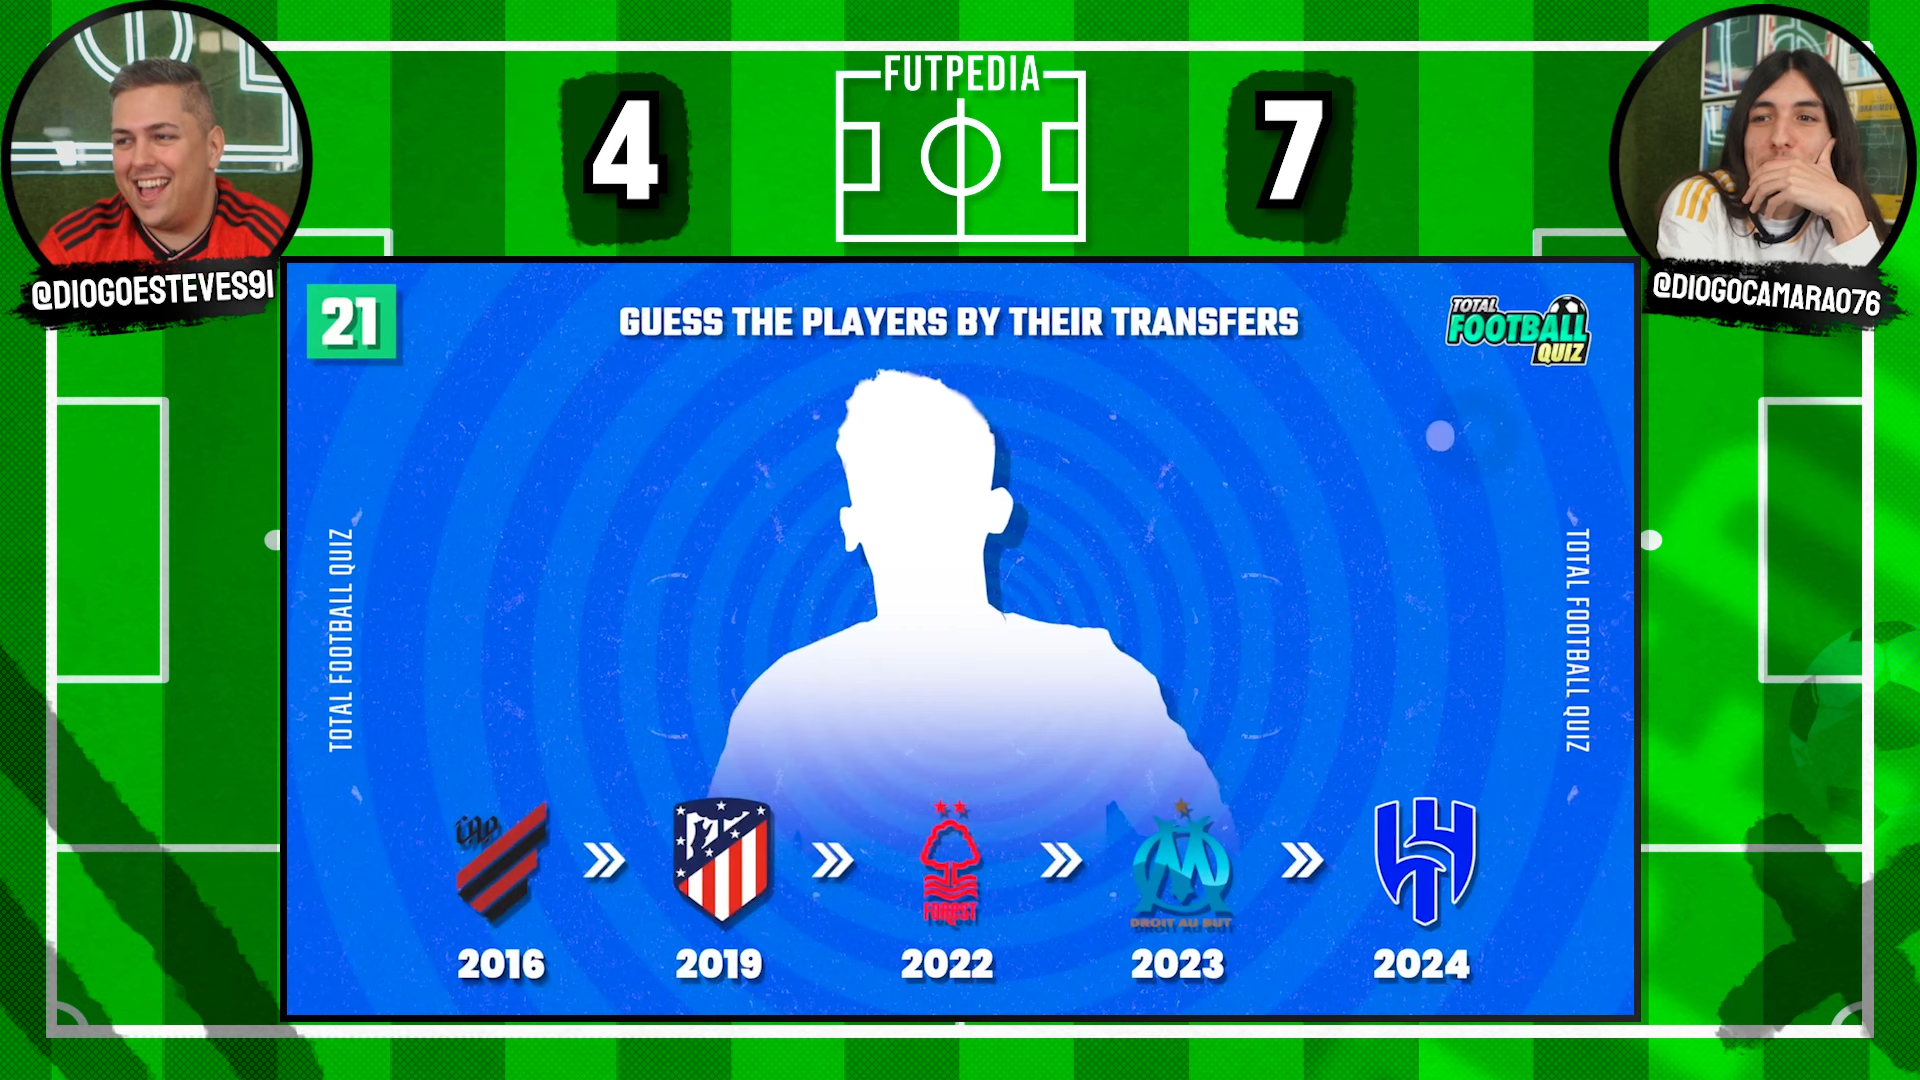 FUTPEDIA
4
7
@DIOGOESTEVES91
@DIOGOCAMARA076
21
GUESS THE PLAYERS BY THEIR TRANSFERS
TOTAL
FOOTBALL
QUIZ
TOTAL FOOTBALL QUIZ
TOTAL FOOTBALL QUIZ
CAP
FOREST
DROIT AU BUT
2016
2019
2022
2023
2024